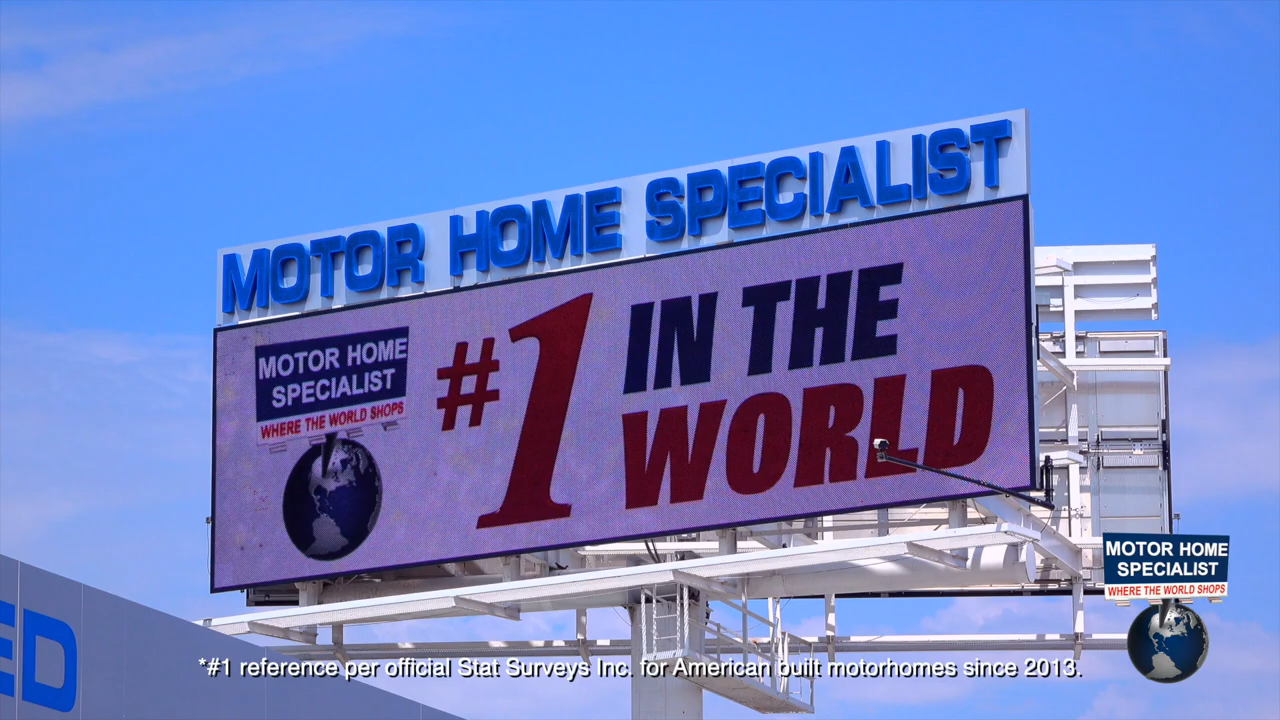 MOTOR HOME SPECIALIST
MOTOR HOME
SPECIALIST
WHERE THE WORLD SHOPS
#1 IN THE
WORLD
ED
MOTOR HOME
SPECIALIST
WHERE THE WORLD SHOPS
*#1 reference per official Stat Surveys Inc. for American built motorhomes since 2013.